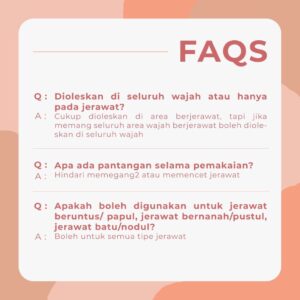 FAQS
Q : Dioleskan di seluruh wajah atau hanya
pada jerawat?
A : Cukup dioleskan di area berjerawat, tapi jika
memang seluruh area wajah berjerawat boleh diole-
skan di seluruh wajah
Q : Apa ada pantangan selama pemakaian?
A : Hindari memegang2 atau memencet jerawat
Q : Apakah boleh digunakan untuk jerawat
beruntus/ papul, jerawat bernanah/pustul,
jerawat batu/nodul?
A : Boleh untuk semua tipe jerawat